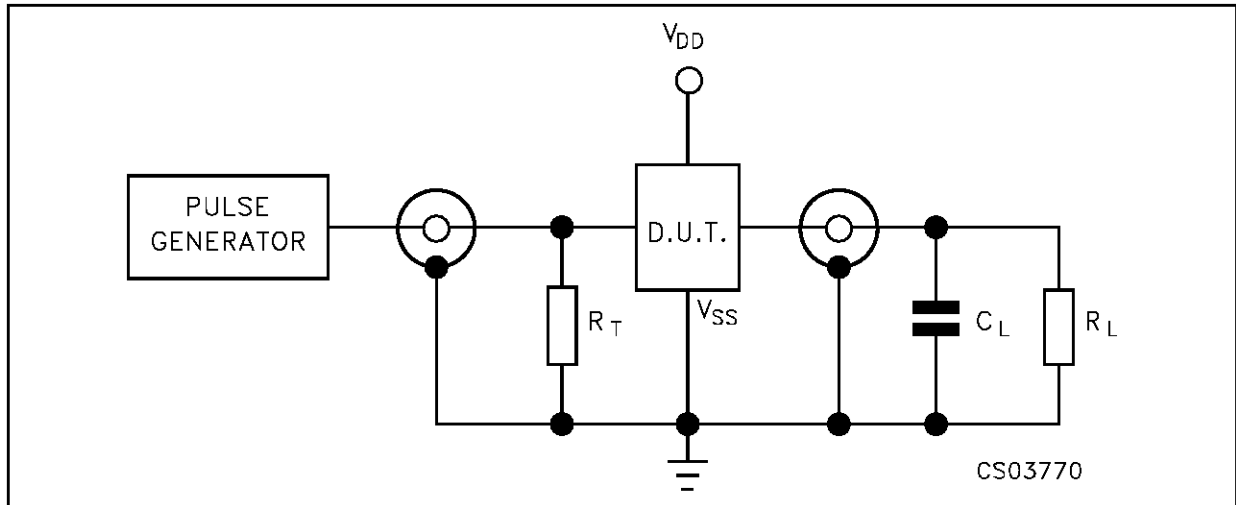 VDD
PULSE
GENERATOR
D.U.T.
VSS
RT
CL
RL
CS03770